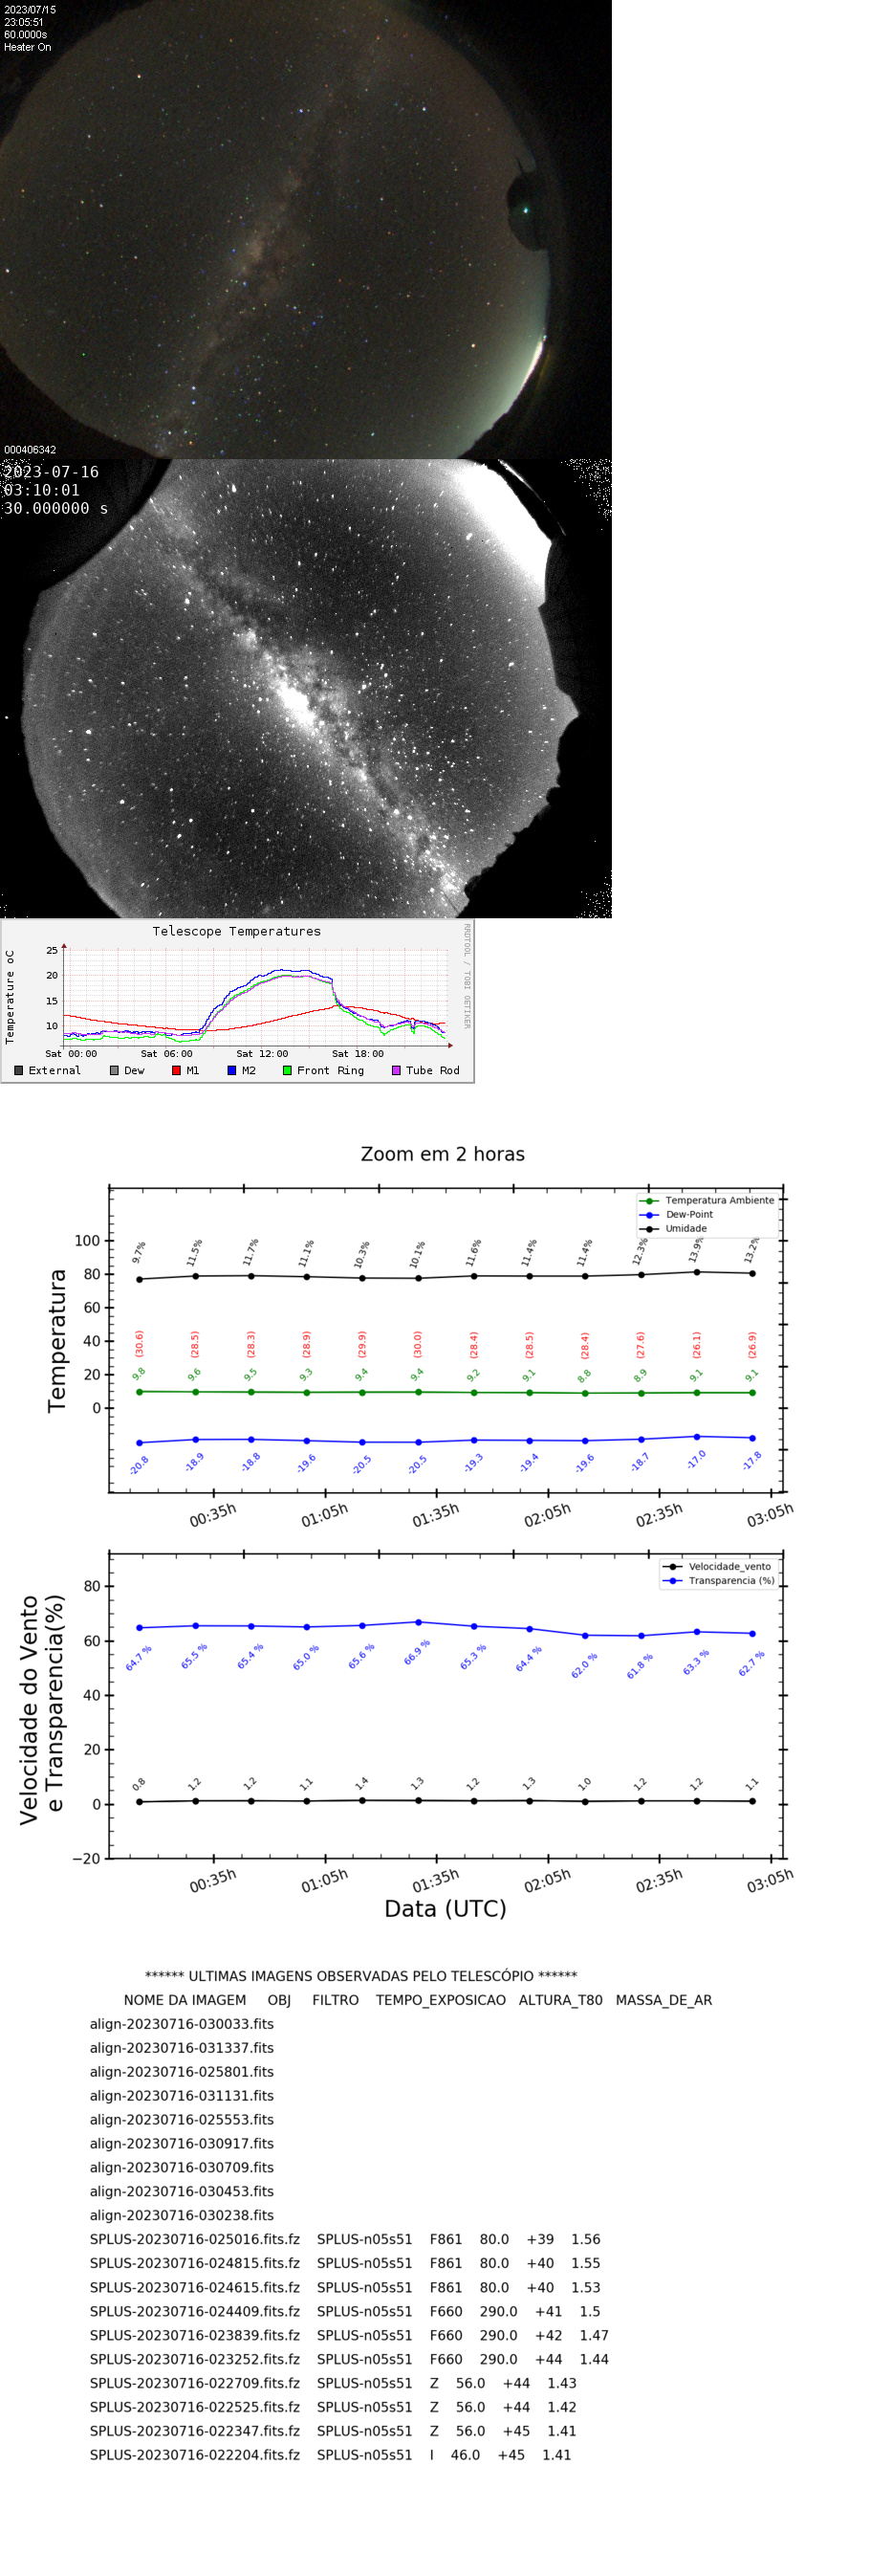 2023/07/15
23:05:51
60.0000s
Heater On
000406342
2023-07-16
03:10:01
30.000000 s
Telescope Temperatures
RRDTOOL / TOBI OETIKER
Temperature oC
25
20
15
10
Sat 00:00 Sat 06:00 Sat 12:00 Sat 18:00
External Dew M1 M2 Front Ring Tube Rod
Zoom em 2 horas
Temperatura Ambiente
Dew-Point
Umidade
Temperatura
100
80
60
40
20
0
9.7% 11.5% 11.7% 11.1% 10.3% 10.1% 11.6% 11.4% 11.4% 12.3% 13.9% 13.2%
(30.6) (28.5) (28.3) (28.9) (29.9) (30.0) (28.4) (28.5) (28.4) (27.6) (26.1) (26.9)
9.8 9.6 9.5 9.3 9.4 9.4 9.2 9.1 8.8 8.9 9.1 9.1
-20.8 -18.9 -18.8 -19.6 -20.5 -20.5 -19.3 -19.4 -19.6 -18.7 -17.0 -17.8
00:35h 01:05h 01:35h 02:05h 02:35h 03:05h
Velocidade_vento
Transparencia (%)
Velocidade do Vento
e Transparencia(%)
80
60
40
20
0
−20
64.7 % 65.5 % 65.4 % 65.0 % 65.6 % 66.9 % 65.3 % 64.4 % 62.0 % 61.8 % 63.3 % 62.7 %
0.8 1.2 1.2 1.1 1.4 1.3 1.2 1.3 1.0 1.2 1.2 1.1
00:35h 01:05h 01:35h 02:05h 02:35h 03:05h
Data (UTC)
****** ULTIMAS IMAGENS OBSERVADAS PELO TELESCÓPIO ******
NOME DA IMAGEM OBJ FILTRO TEMPO_EXPOSICAO ALTURA_T80 MASSA_DE_AR
align-20230716-030033.fits
align-20230716-031337.fits
align-20230716-025801.fits
align-20230716-031131.fits
align-20230716-025553.fits
align-20230716-030917.fits
align-20230716-030709.fits
align-20230716-030453.fits
align-20230716-030238.fits
SPLUS-20230716-025016.fits.fz SPLUS-n05s51 F861 80.0 +39 1.56
SPLUS-20230716-024815.fits.fz SPLUS-n05s51 F861 80.0 +40 1.55
SPLUS-20230716-024615.fits.fz SPLUS-n05s51 F861 80.0 +40 1.53
SPLUS-20230716-024409.fits.fz SPLUS-n05s51 F660 290.0 +41 1.5
SPLUS-20230716-023839.fits.fz SPLUS-n05s51 F660 290.0 +42 1.47
SPLUS-20230716-023252.fits.fz SPLUS-n05s51 F660 290.0 +44 1.44
SPLUS-20230716-022709.fits.fz SPLUS-n05s51 Z 56.0 +44 1.43
SPLUS-20230716-022525.fits.fz SPLUS-n05s51 Z 56.0 +44 1.42
SPLUS-20230716-022347.fits.fz SPLUS-n05s51 Z 56.0 +45 1.41
SPLUS-20230716-022204.fits.fz SPLUS-n05s51 I 46.0 +45 1.41